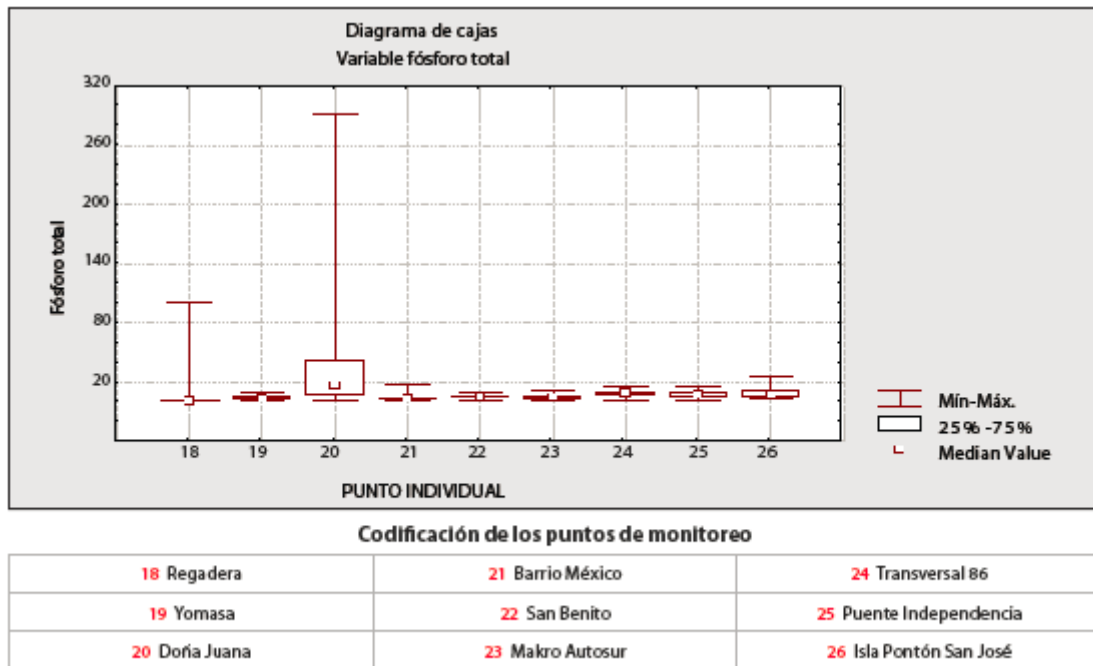 Diagrama de cajas
Variable fósforo total
Fósforo total
320
260
200
140
80
20
18 19 20 21 22 23 24 25 26
PUNTO INDIVIDUAL
Mín-Máx.
25% -75%
Median Value
Codificación de los puntos de monitoreo
18 Regadera 21 Barrio México 24 Transversal 86
19 Yomasa 22 San Benito 25 Puente Independencia
20 Doña Juana 23 Makro Autosur 26 Isla Pontón San José